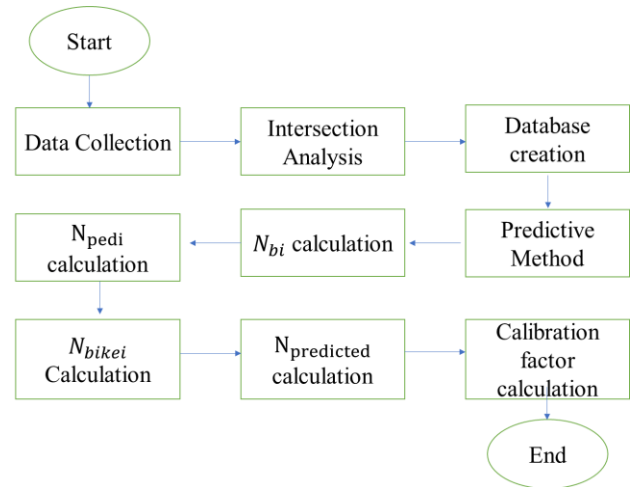 Start
Data Collection
Intersection
Analysis
Database
creation
Predictive
Method
N_bi calculation
N_pedi
calculation
N_bikei
Calculation
N_predicted
calculation
Calibration
factor
calculation
End